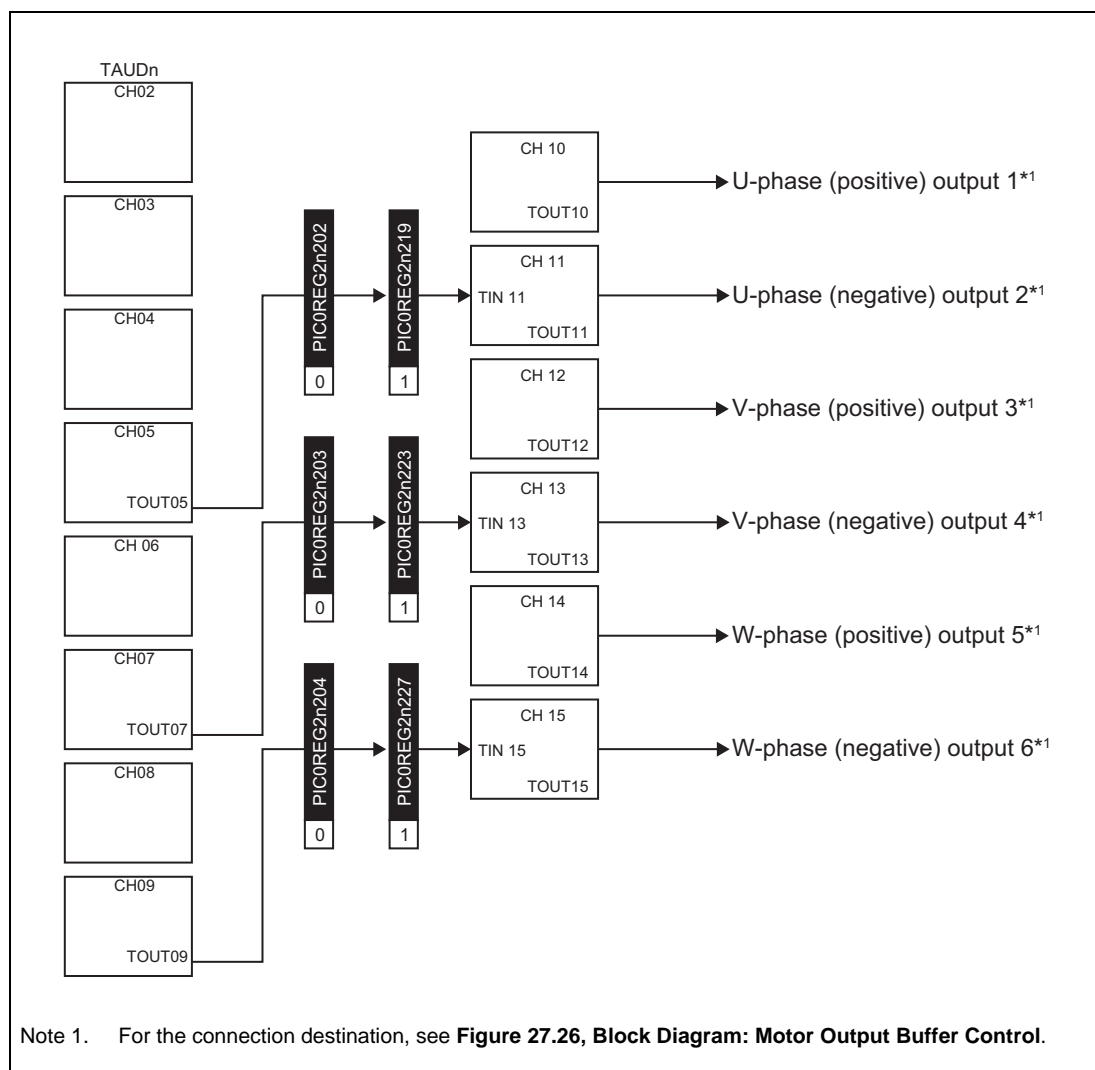 TAUDn
CH02
CH03
CH04
CH05
TOUT05
CH 06
CH07
TOUT07
CH08
CH09
TOUT09
PIC0REG2n202
0
PIC0REG2n219
1
PIC0REG2n203
0
PIC0REG2n223
1
PIC0REG2n204
0
PIC0REG2n227
1
CH 10
TOUT10
U-phase (positive) output 1*1
CH 11
TIN 11
TOUT11
U-phase (negative) output 2*1
CH 12
TOUT12
V-phase (positive) output 3*1
CH 13
TIN 13
TOUT13
V-phase (negative) output 4*1
CH 14
TOUT14
W-phase (positive) output 5*1
CH 15
TIN 15
TOUT15
W-phase (negative) output 6*1
Note 1. For the connection destination, see Figure 27.26, Block Diagram: Motor Output Buffer Control.